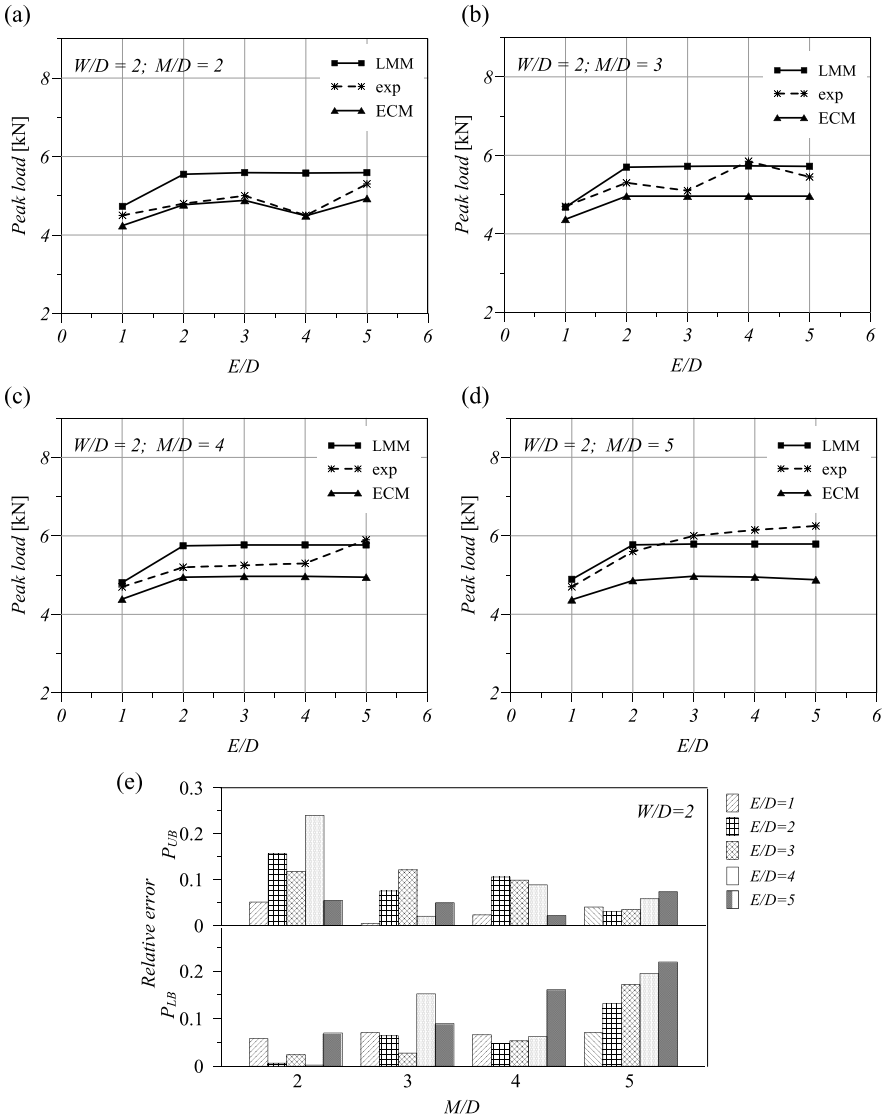 (a)
W/D = 2; M/D = 2
LMM
exp
ECM
Peak load [kN]
8
6
4
2
0 1 2 3 4 5 6
E/D
(b)
W/D = 2; M/D = 3
LMM
exp
ECM
Peak load [kN]
8
6
4
2
0 1 2 3 4 5 6
E/D
(c)
W/D = 2; M/D = 4
LMM
exp
ECM
Peak load [kN]
8
6
4
2
0 1 2 3 4 5 6
E/D
(d)
W/D = 2; M/D = 5
LMM
exp
ECM
Peak load [kN]
8
6
4
2
0 1 2 3 4 5 6
E/D
(e)
W/D=2
E/D=1
E/D=2
E/D=3
E/D=4
E/D=5
Relative error
P_UB
0.3
0.2
0.1
0
P_LB
0.2
0.1
0
2 3 4 5
M/D